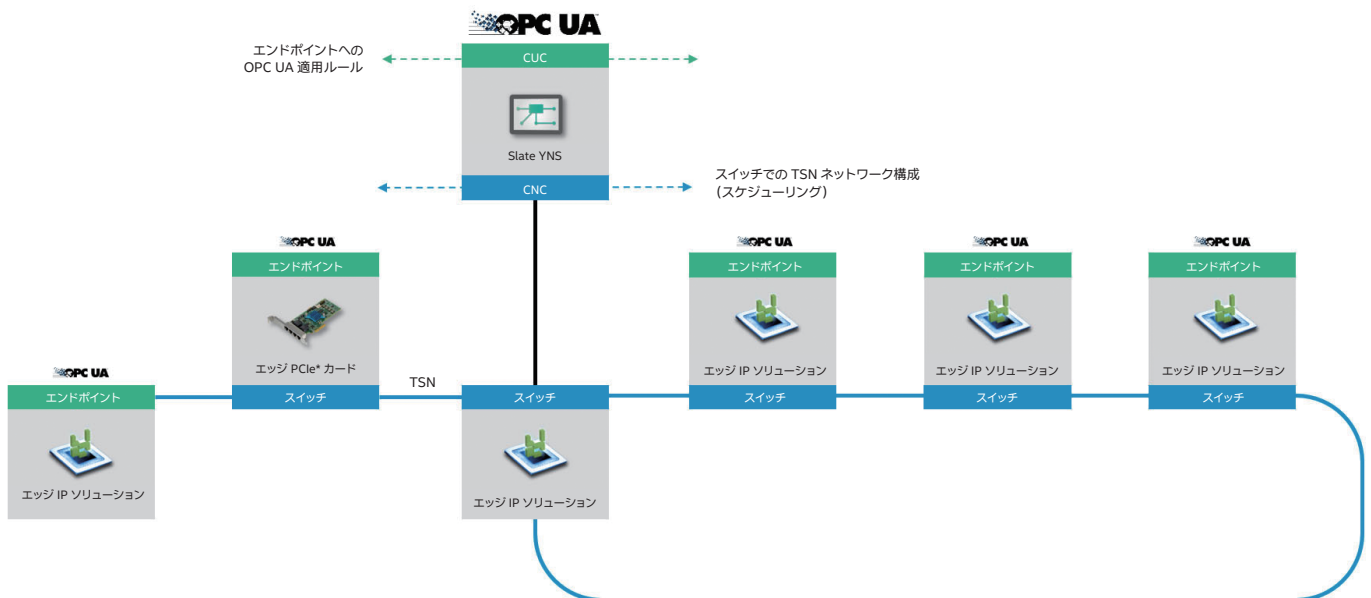 OPC UA
エンドポイントへの
OPC UA 適用ルール
CUC
Slate YNS
CNC
スイッチでの TSN ネットワーク構成
(スケジューリング)
OPC UA
エンドポイント
エッジ PCIe* カード
スイッチ
OPC UA
エンドポイント
エッジ IP ソリューション
スイッチ
OPC UA
エンドポイント
エッジ IP ソリューション
スイッチ
OPC UA
エンドポイント
エッジ IP ソリューション
スイッチ
OPC UA
エンドポイント
エッジ IP ソリューション
TSN
スイッチ
エッジ IP ソリューション